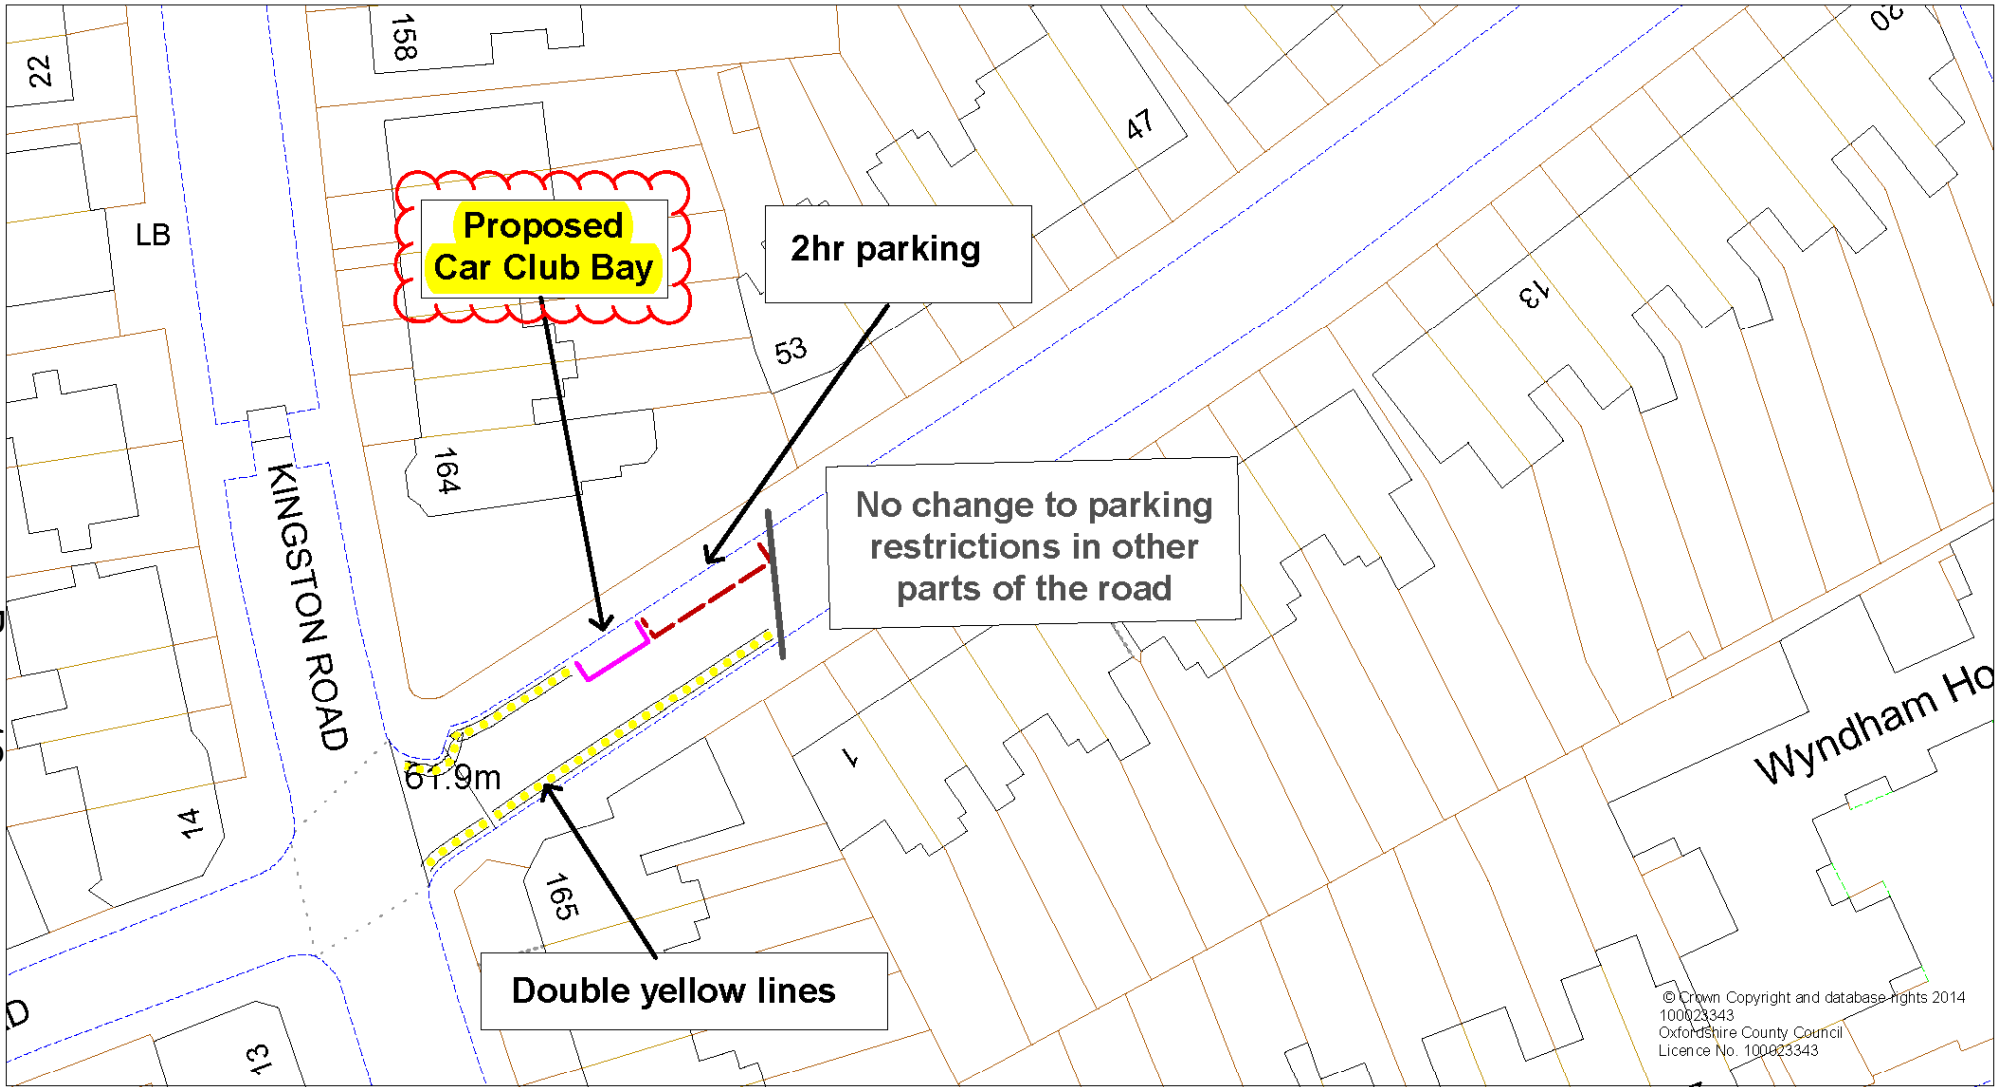 158
22
20
47
LB
Proposed
Car Club Bay
2hr parking
13
53
164
No change to parking
restrictions in other
parts of the road
KINGSTON ROAD
Wyndham Ho
1
61.9m
14
165
Double yellow lines
13
© Crown Copyright and database rights 2014
100023343
Oxfordshire County Council
Licence No. 100023343